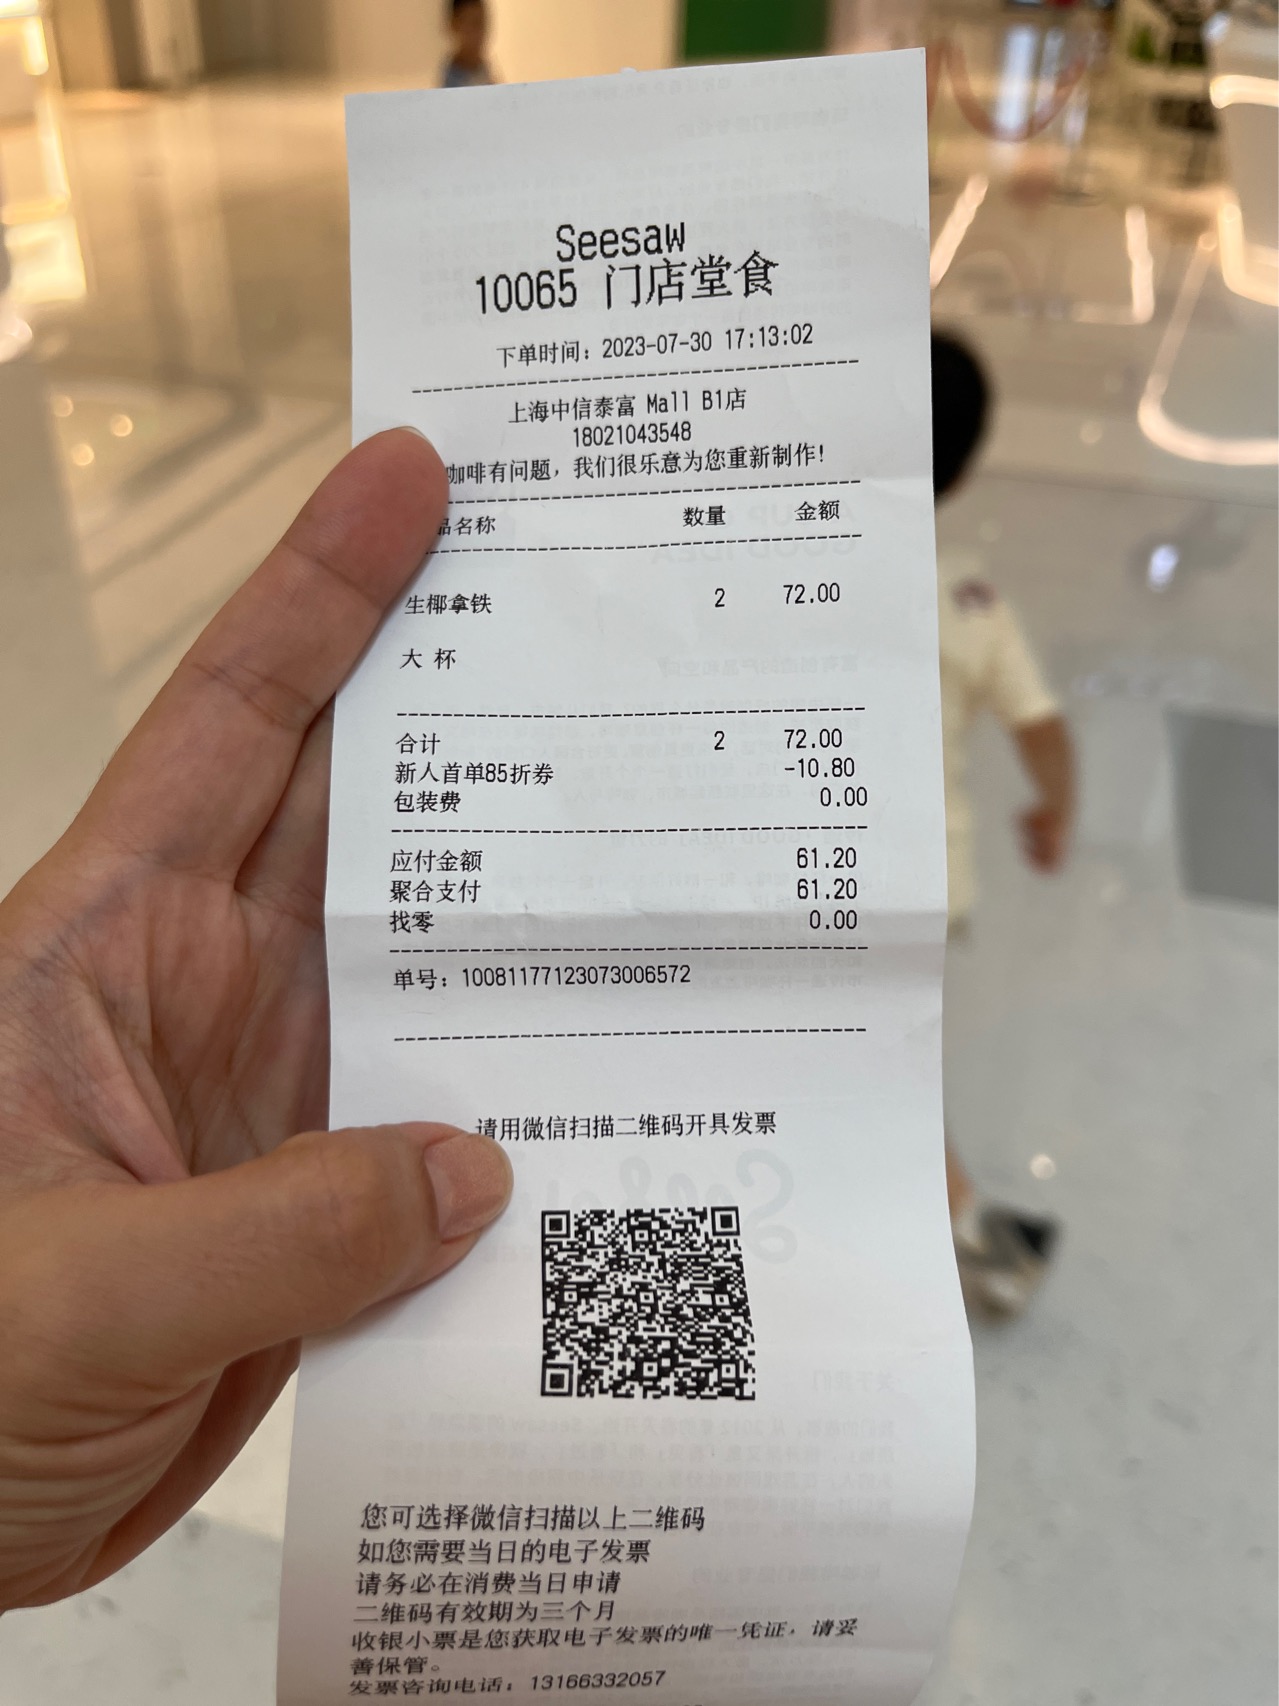 Seesaw
10065 门店堂食
下单时间：2023-07-30 17:13:02
上海中信泰富 Mall B1店
18021043548
咖啡有问题，我们很乐意为您重新制作！
品名称 数量 金额
生椰拿铁 2 72.00
大 杯
合计 2 72.00
新人首单85折券 -10.80
包装费 0.00
应付金额 61.20
聚合支付 61.20
找零 0.00
单号：10081177123073006572
请用微信扫描二维码开具发票
您可选择微信扫描以上二维码
如您需要当日的电子发票
请务必在消费当日申请
二维码有效期为三个月
收银小票是您获取电子发票的唯一凭证，请妥
善保管。
发票咨询电话：13166332057